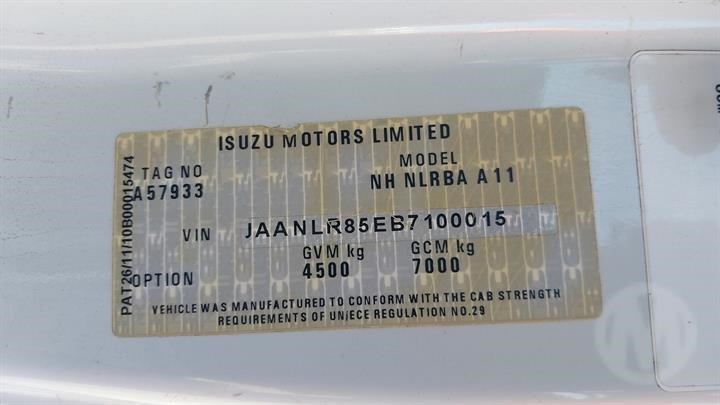 ISUZU MOTORS LIMITED
TAG NO
A57933
MODEL
NH NLRBA A11
VIN JAANLR85EB7100015
GVM kg
4500
GCM kg
7000
OPTION
VEHICLE WAS MANUFACTURED TO CONFORM WITH THE CAB STRENGTH
REQUIREMENTS OF UN/ECE REGULATION NO.29
PAT26/11/10B00015474